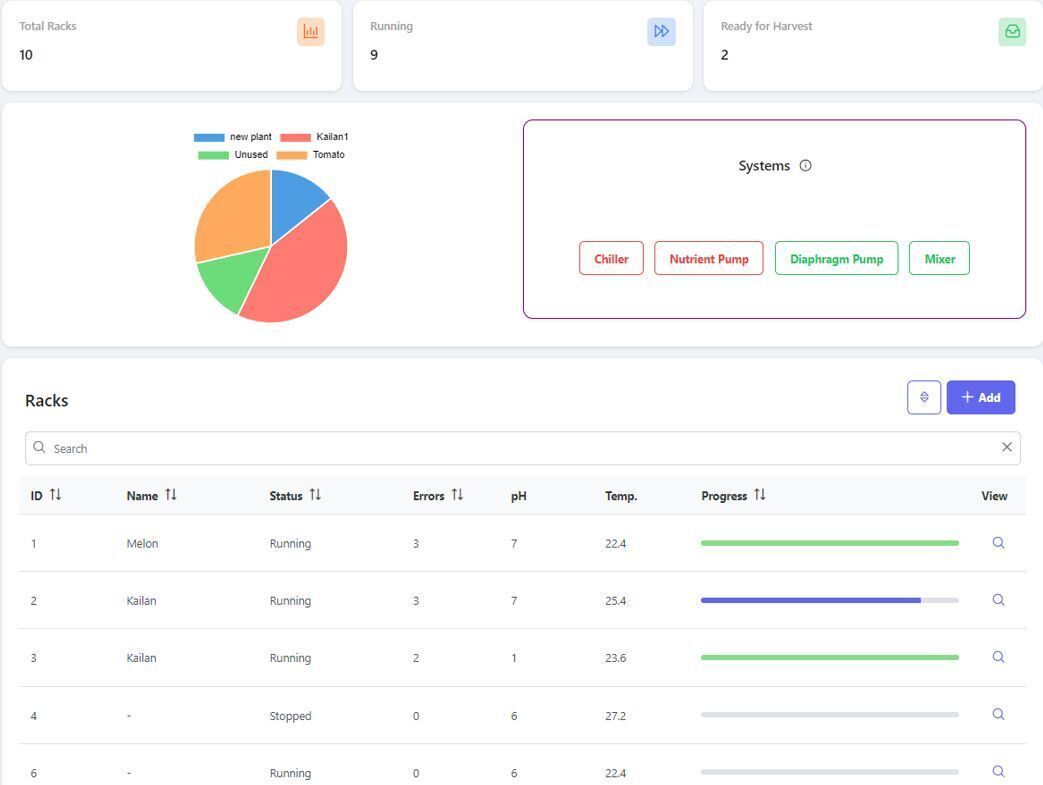 Total Racks Running Ready for Harvest
10 9 2
new plant Kailan1
Unused Tomato
Systems
Chiller Nutrient Pump Diaphragm Pump Mixer
Racks Add
Search
ID Name Status Errors pH Temp. Progress View
1 Melon Running 3 7 22.4
2 Kailan Running 3 7 25.4
3 Kailan Running 2 1 23.6
4 - Stopped 0 6 27.2
6 - Running 0 6 22.4